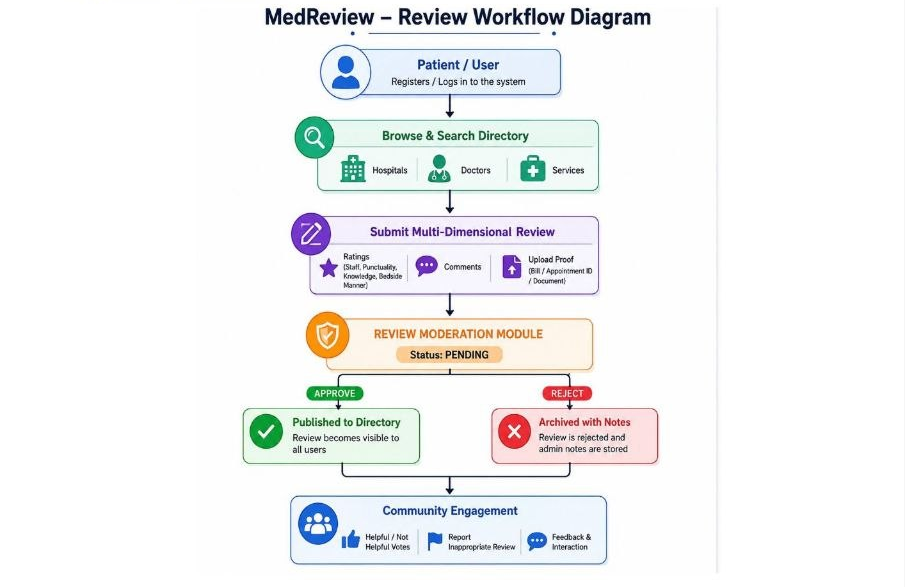 MedReview – Review Workflow Diagram
Patient / User
Registers / Logs in to the system
Browse & Search Directory
Hospitals
Doctors
Services
Submit Multi-Dimensional Review
Ratings
(Staff, Punctuality,
Knowledge, Bedside
Manner)
Comments
Upload Proof
(Bill / Appointment ID
/ Document)
REVIEW MODERATION MODULE
Status: PENDING
APPROVE
REJECT
Published to Directory
Review becomes visible to
all users
Archived with Notes
Review is rejected and
admin notes are stored
Community Engagement
Helpful / Not
Helpful Votes
Report
Inappropriate Review
Feedback &
Interaction